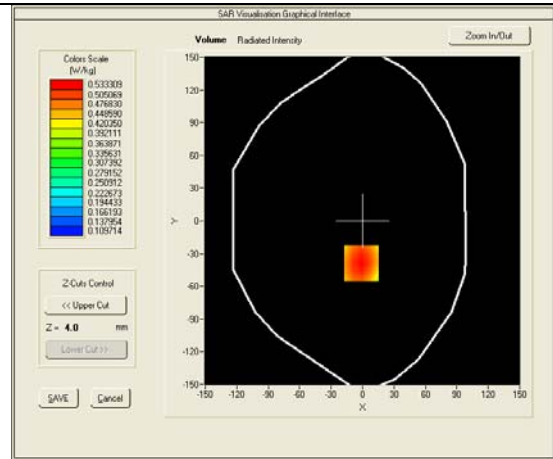 SAR Visualisation Graphical Interface
Volume Radiated Intensity
Zoom In/Out
Colors Scale
(W/kg)
0.533309
0.505069
0.476830
0.448590
0.420350
0.392111
0.363871
0.335631
0.307392
0.279152
0.250912
0.222673
0.194433
0.166193
0.137954
0.109714
Z-Cuts Control
<< Upper Cut
Z = 4.0 mm
Lower Cut >>
SAVE Cancel
150
120
90
60
30
0
-30
-60
-90
-120
-150
Y
-150 -120 -90 -60 -30 0 30 60 90 120 150
X